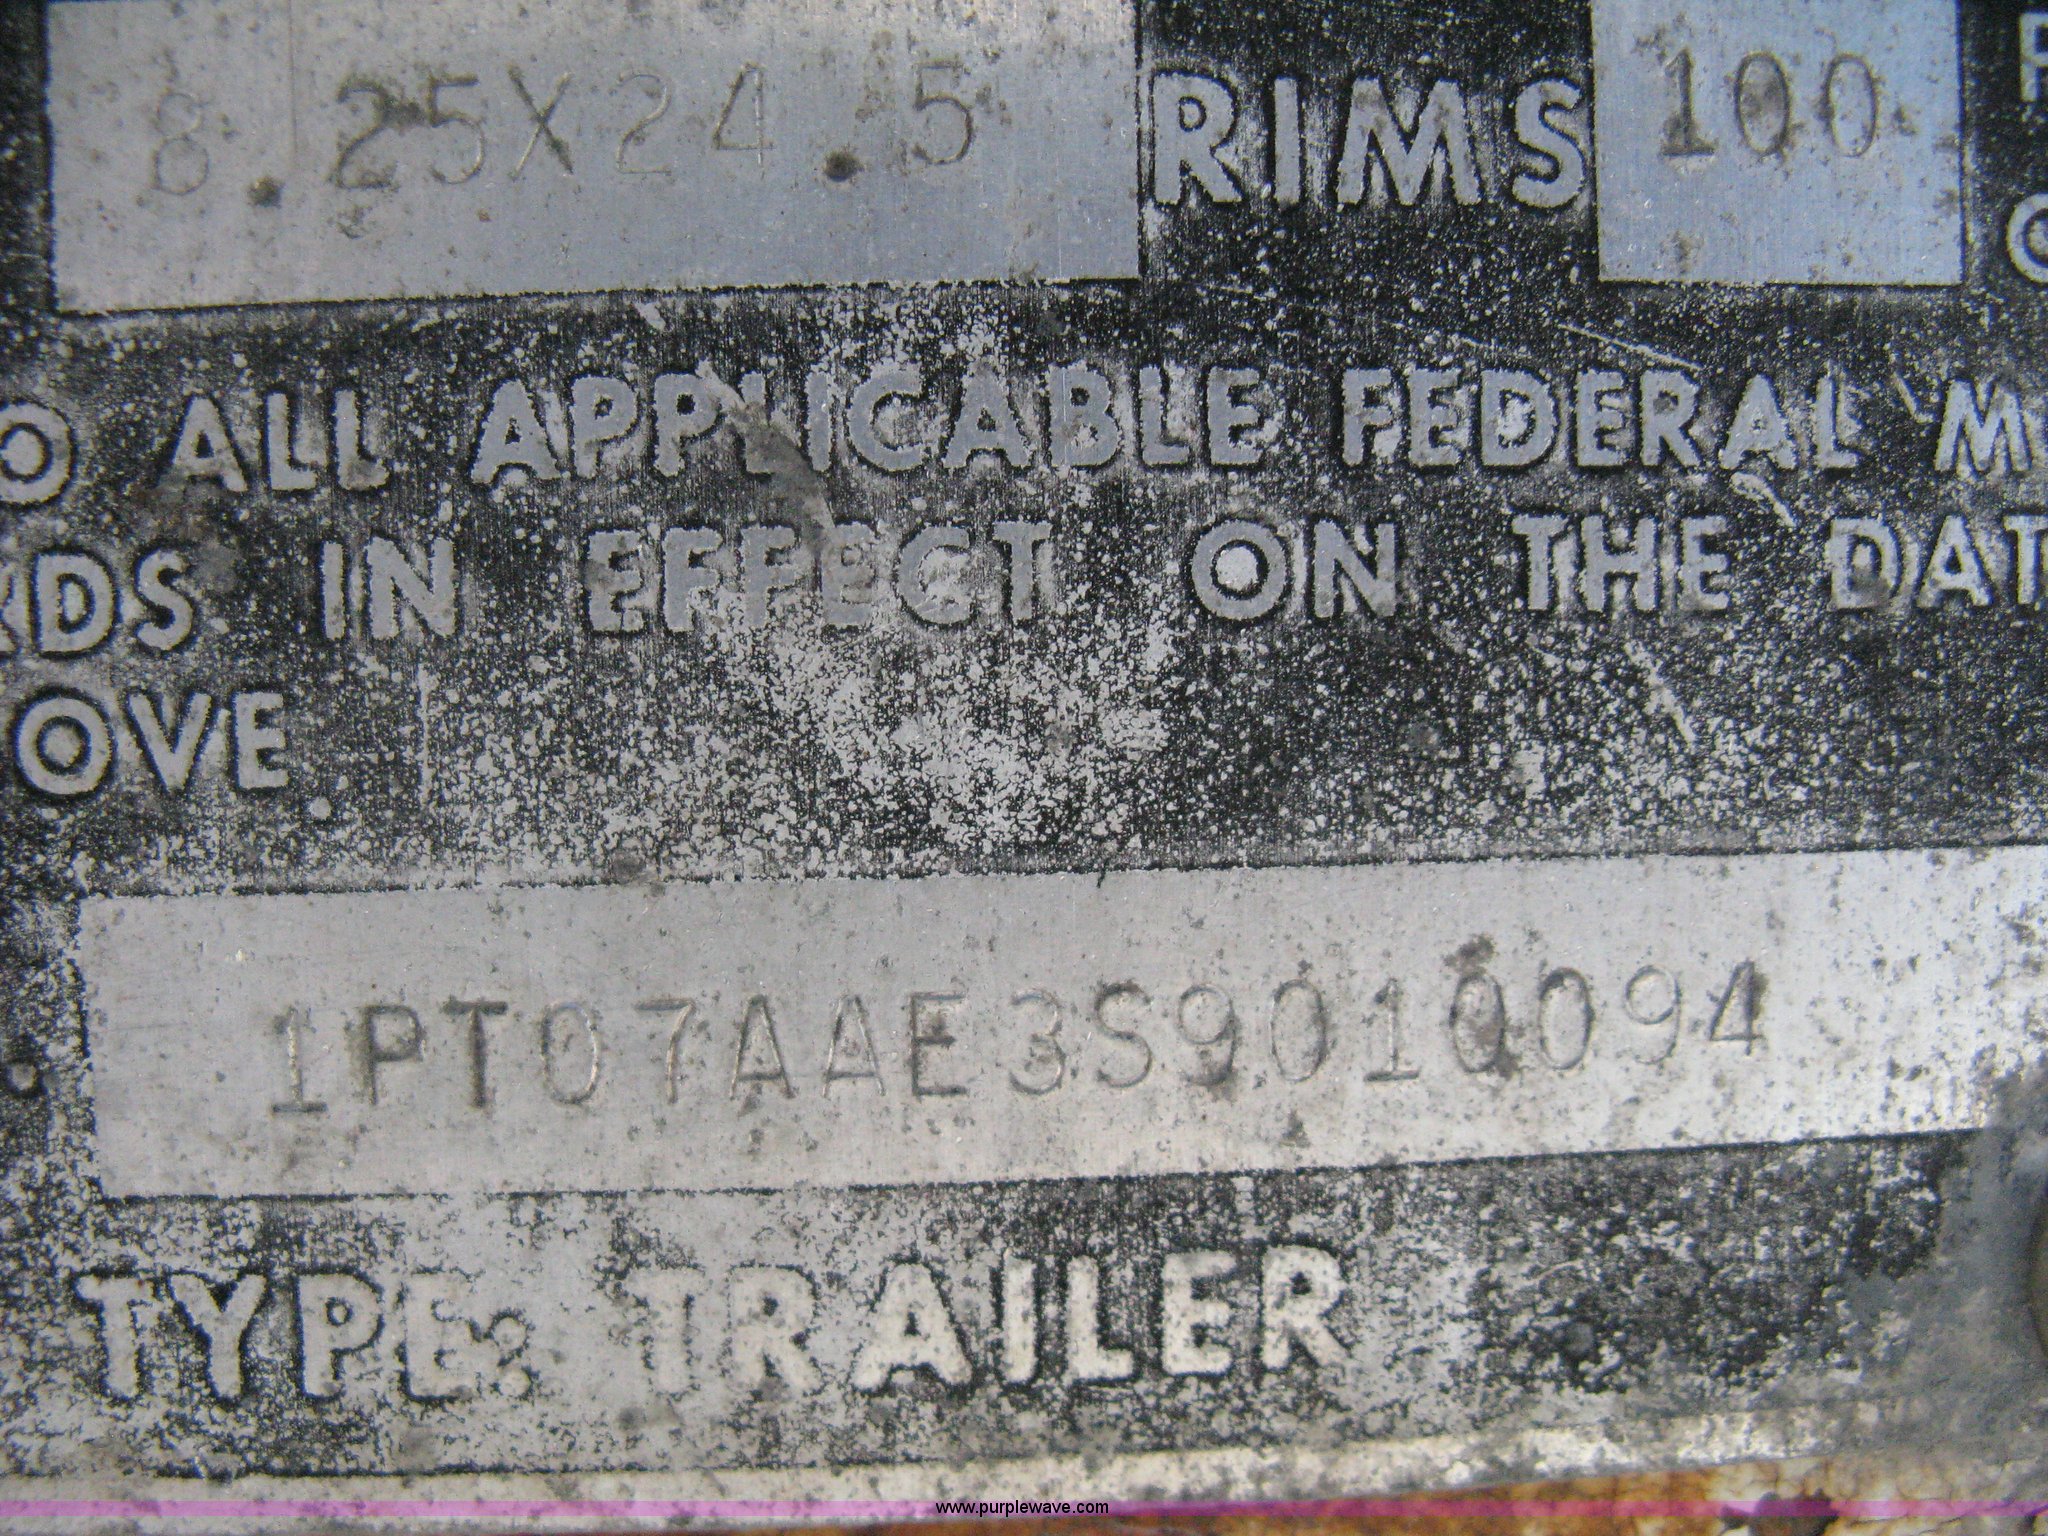 8.25X24.5 RIMS 100
O ALL APPLICABLE FEDERAL M
RDS IN EFFECT ON THE DAT
OVE.
1PT07AAE3S9010094
TYPE: TRAILER
www.purplewave.com